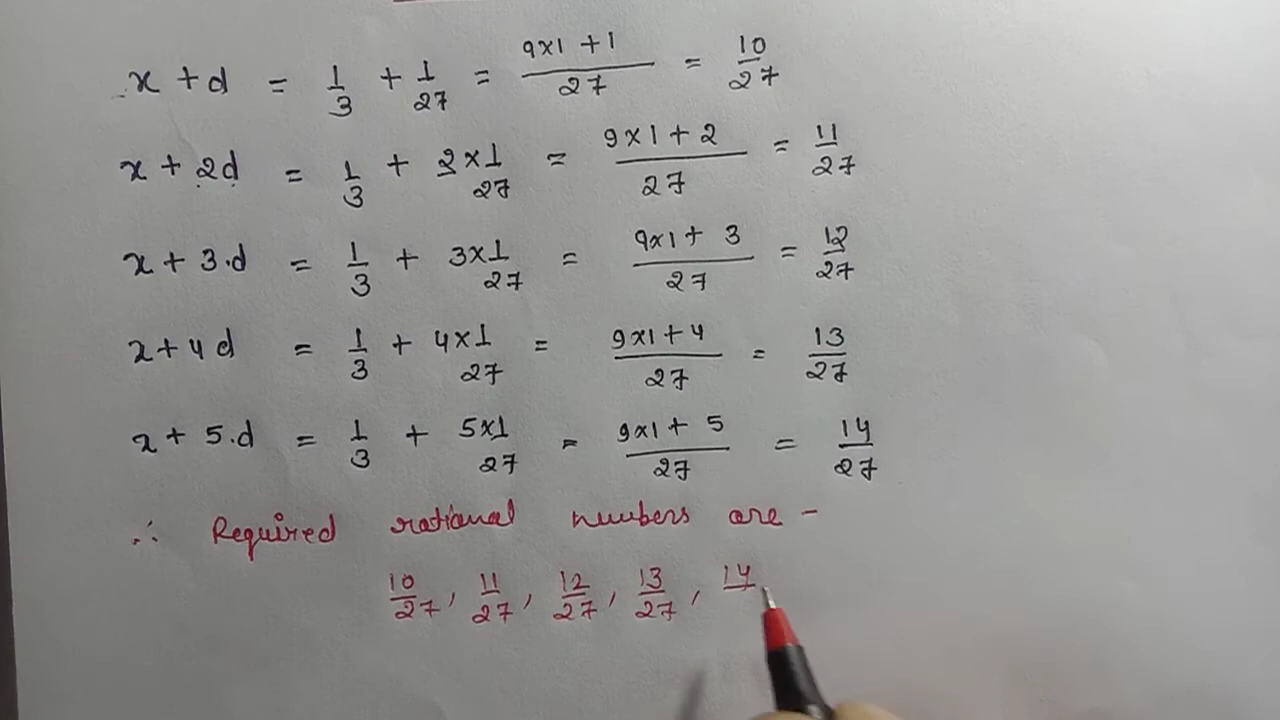 x + d = 1/3 + 1/27 = 9x1 + 1/27 = 10/27
x + 2d = 1/3 + 2x1/27 = 9x1 + 2/27 = 11/27
x + 3.d = 1/3 + 3x1/27 = 9x1 + 3/27 = 12/27
x + 4d = 1/3 + 4x1/27 = 9x1 + 4/27 = 13/27
x + 5.d = 1/3 + 5x1/27 = 9x1 + 5/27 = 14/27
∴ Required rational numbers are -
10/27, 11/27, 12/27, 13/27, 14